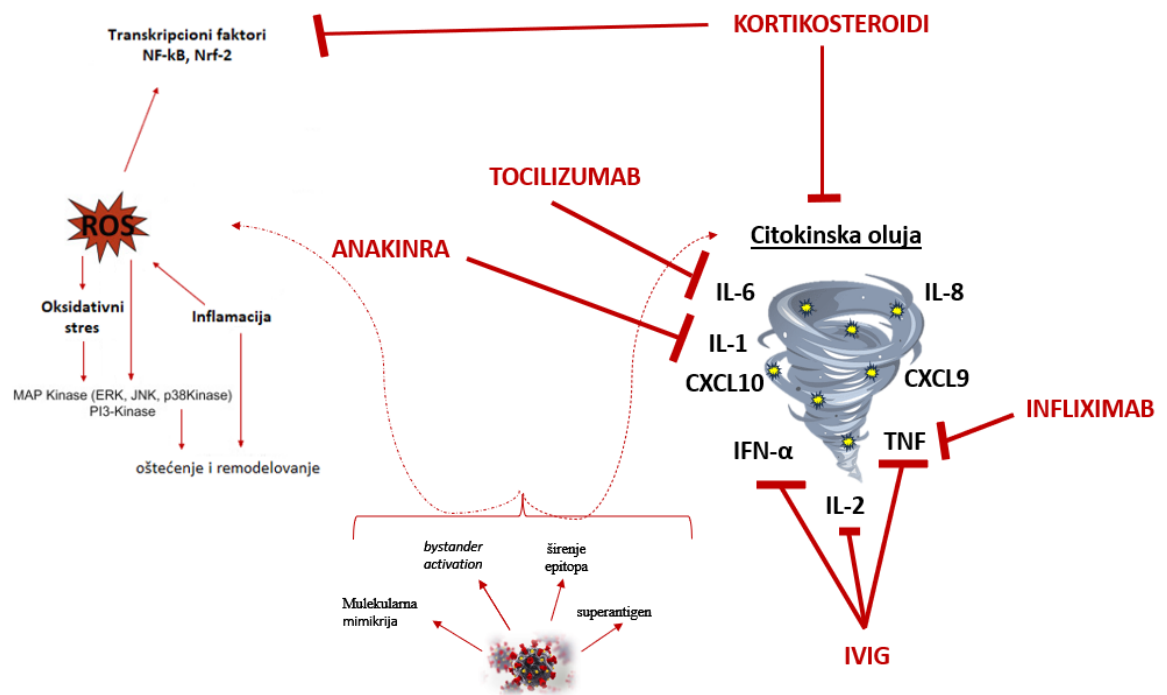 KORTIKOSTEROIDI
Transkripcioni faktori
NF-kB, Nrf-2
TOCILIZUMAB
ROS
ANAKINRA
Citokinska oluja
IL-6
IL-8
Oksidativni
stres
Inflamacija
IL-1
CXCL10
CXCL9
MAP Kinase (ERK, JNK, p38Kinase)
PI3-Kinase
INFLIXIMAB
IFN-α
TNF
oštećenje i remodelovanje
IL-2
bystander
activation
širenje
epitopa
Mulekularna
mimikrija
superantigen
IVIG